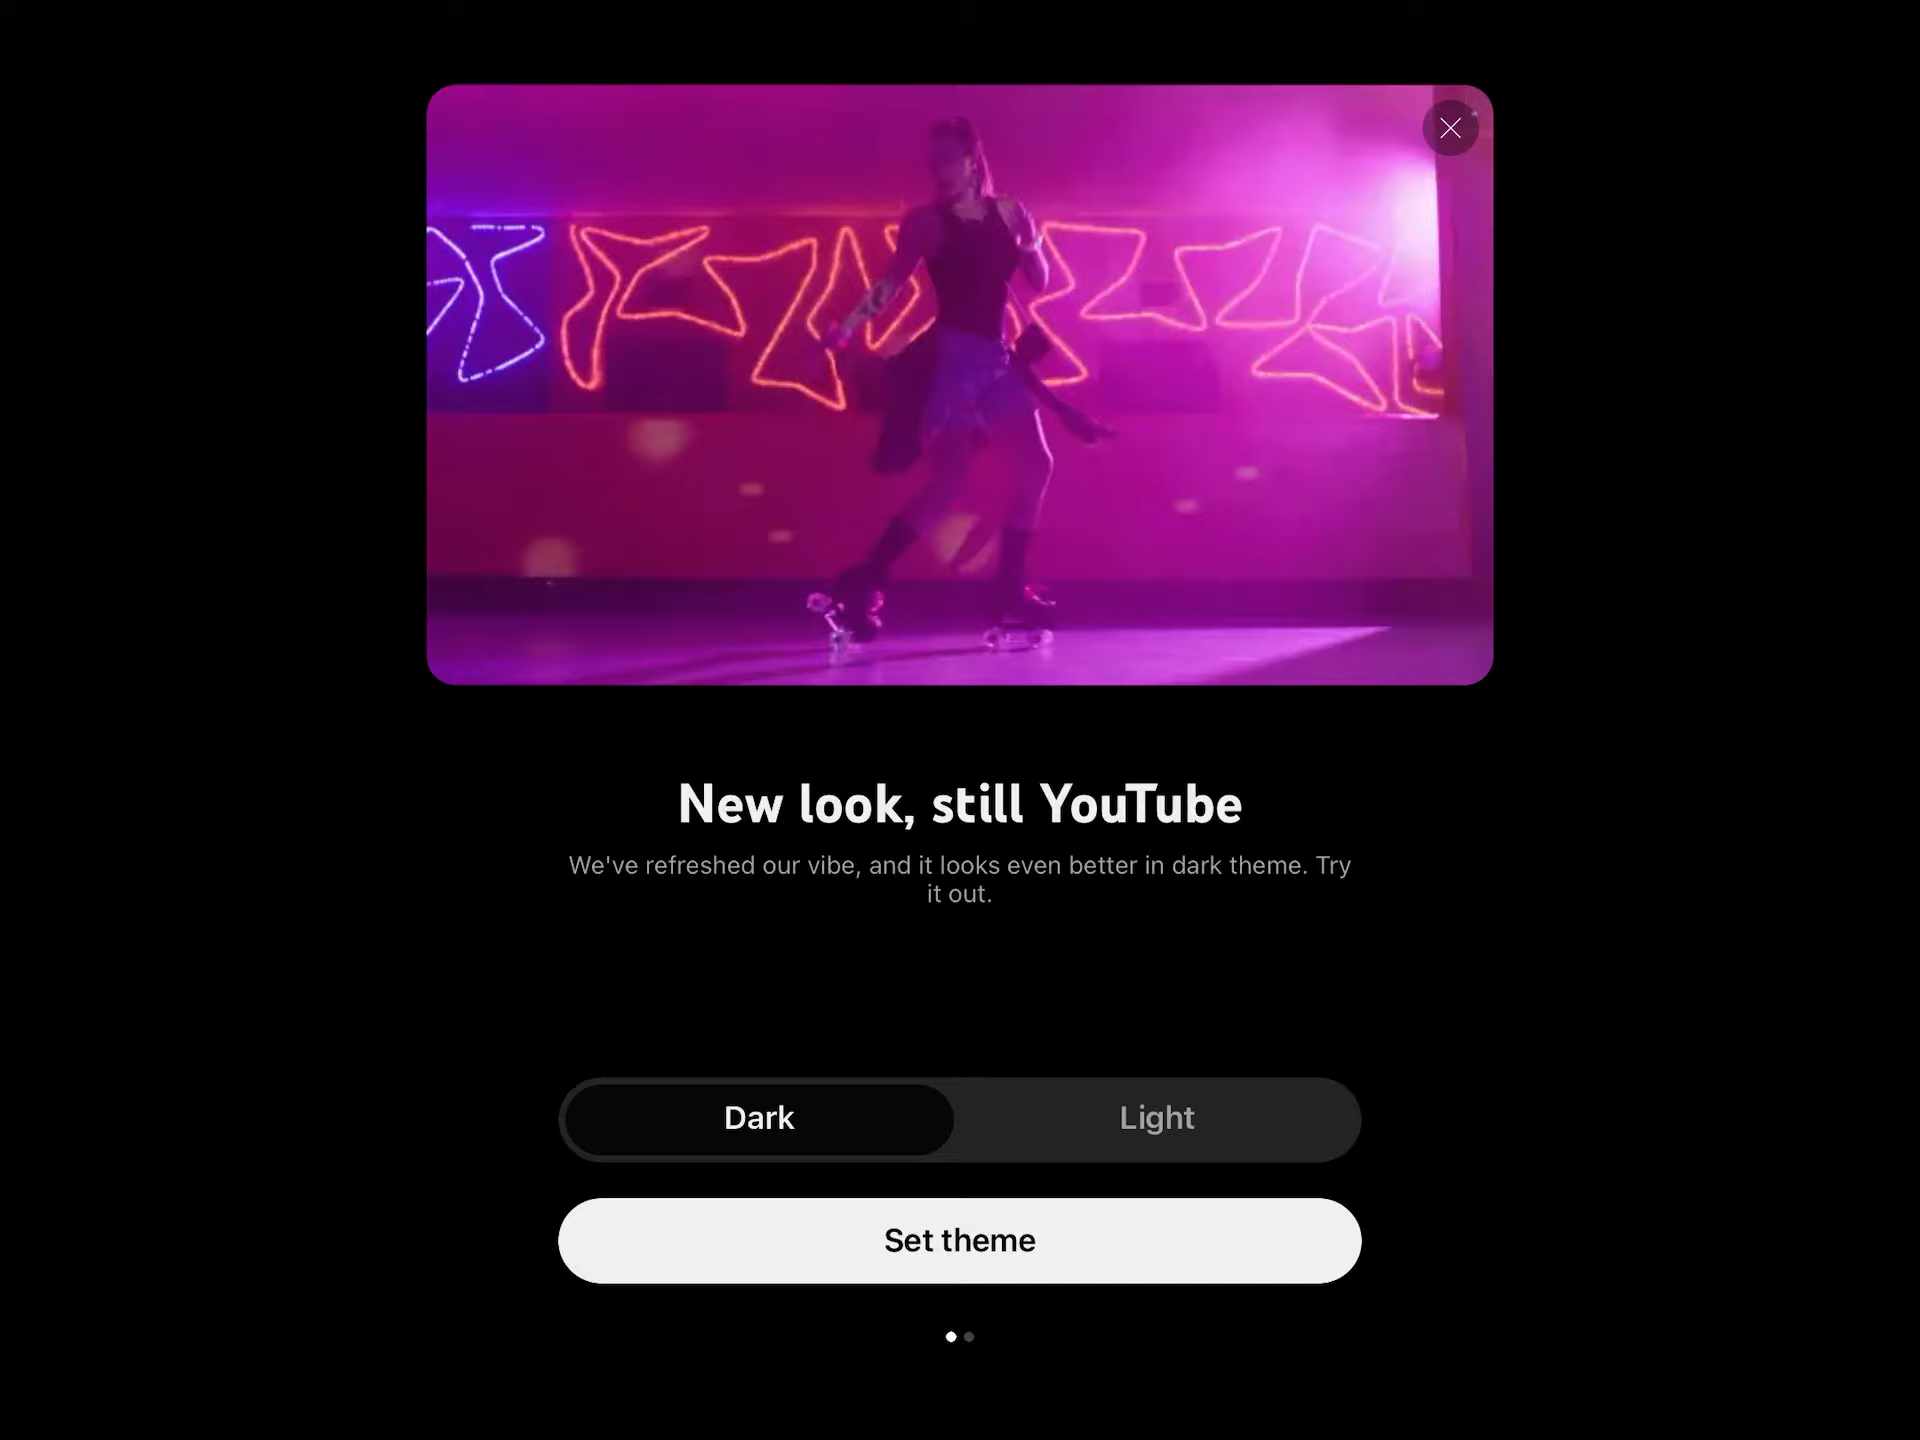 New look, still YouTube
We've refreshed our vibe, and it looks even better in dark theme. Try
it out.
Dark
Light
Set theme